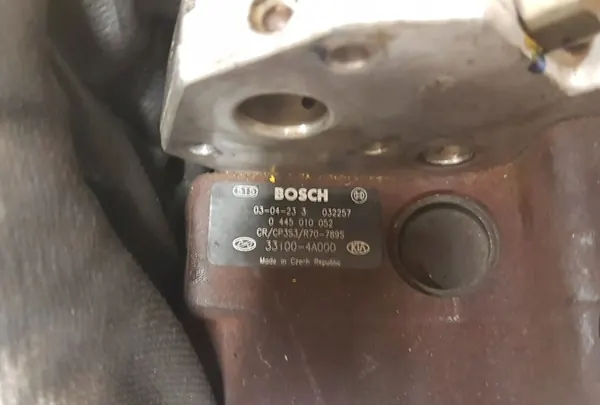 BOSCH
03-04-23 3 032257
0 445 010 052
CR/CP3S3/R70-789S
33100-4A000 KIA
Made in Czech Republic